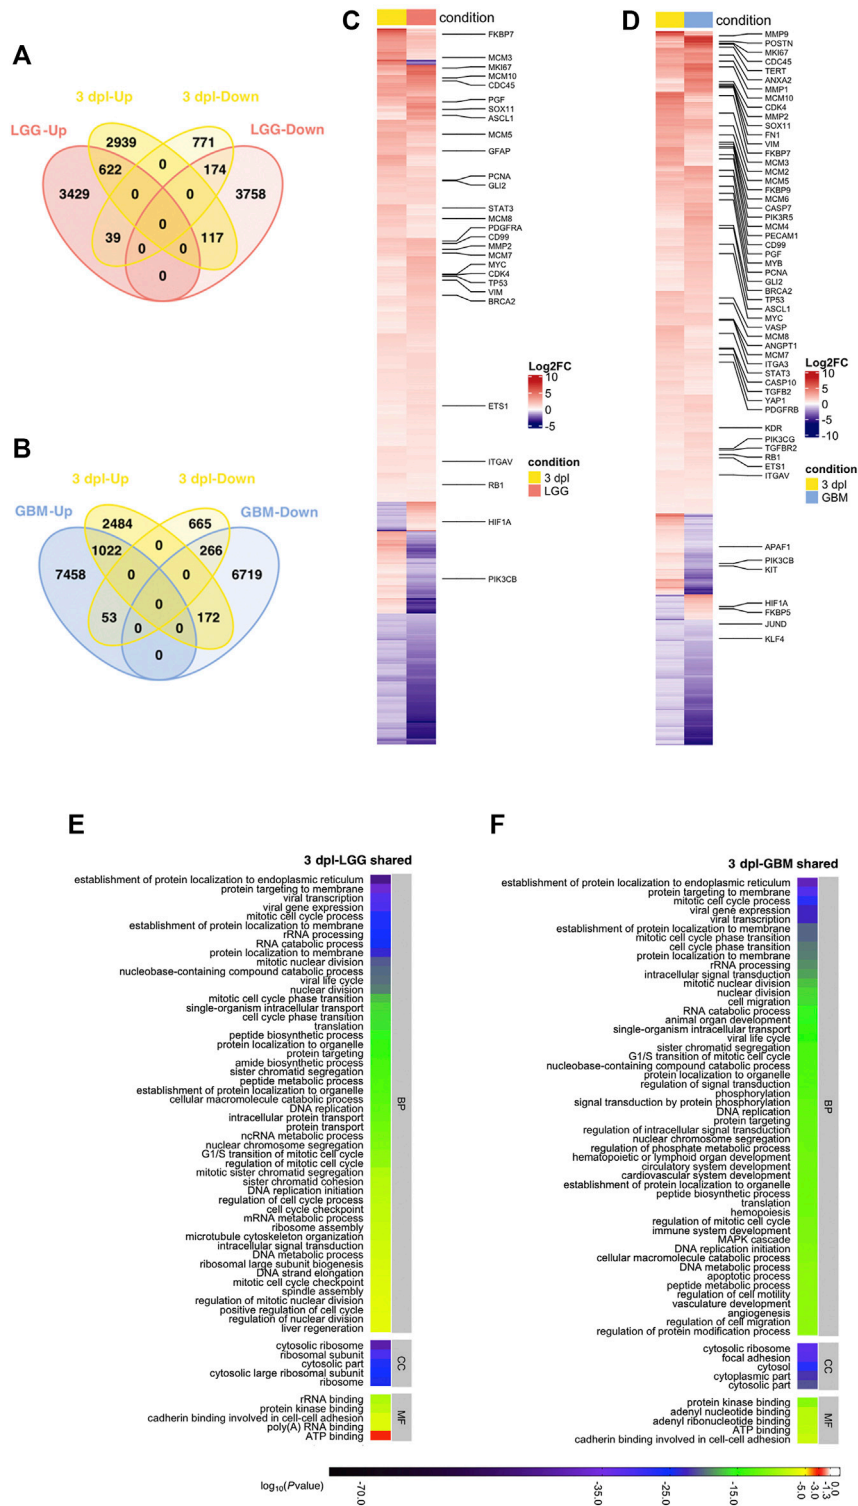 A
3 dpl-Up
3 dpl-Down
LGG-Up
LGG-Down
2939
771
622
0
174
3429
0
0
3758
0
39
117
0
0
0
B
3 dpl-Up
3 dpl-Down
GBM-Up
GBM-Down
2484
665
1022
0
266
7458
0
0
6719
0
53
172
0
0
0
C
condition
FKBP7
MCM3
MKI67
MCM10
CDC45
PGF
SOX11
ASCL1
MCM5
GFAP
PCNA
GLI2
STAT3
MCM8
PDGFRA
CD99
MMP2
MCM7
MYC
CDK4
TP53
VIM
BRCA2
ETS1
ITGAV
RB1
HIF1A
PIK3CB
Log2FC
10
5
0
-5
condition
3 dpl
LGG
D
condition
MMP9
POSTN
MKI67
CDC45
TERT
ANXA2
MMP1
MCM10
CDK4
MMP2
SOX11
FN1
VIM
FKBP7
MCM3
MCM2
MCM5
FKBP9
MCM6
CASP7
PIK3R5
MCM4
PECAM1
CD99
PGF
MYB
PCNA
GLI2
BRCA2
TP53
ASCL1
MYC
VASP
MCM8
ANGPT1
MCM7
ITGA3
STAT3
CASP10
TGFB2
YAP1
PDGFRB
KDR
PIK3CG
TGFBR2
RB1
ETS1
ITGAV
APAF1
PIK3CB
KIT
HIF1A
FKBP5
JUND
KLF4
Log2FC
10
5
0
-5
-10
condition
3 dpl
GBM
E
3 dpl-LGG shared
establishment of protein localization to endoplasmic reticulum
protein targeting to membrane
viral transcription
viral gene expression
mitotic cell cycle process
establishment of protein localization to membrane
rRNA processing
RNA catabolic process
protein localization to membrane
mitotic nuclear division
nucleobase-containing compound catabolic process
viral life cycle
nuclear division
mitotic cell cycle phase transition
single-organism intracellular transport
cell cycle phase transition
translation
peptide biosynthetic process
protein localization to organelle
protein targeting
amide biosynthetic process
sister chromatid segregation
peptide metabolic process
establishment of protein localization to organelle
cellular macromolecule catabolic process
DNA replication
intracellular protein transport
protein transport
ncRNA metabolic process
nuclear chromosome segregation
G1/S transition of mitotic cell cycle
regulation of mitotic cell cycle
mitotic sister chromatid segregation
sister chromatid cohesion
DNA replication initiation
regulation of cell cycle process
cell cycle checkpoint
mRNA metabolic process
ribosome assembly
microtubule cytoskeleton organization
intracellular signal transduction
DNA metabolic process
ribosomal large subunit biogenesis
DNA strand elongation
mitotic cell cycle checkpoint
spindle assembly
regulation of mitotic nuclear division
positive regulation of cell cycle
regulation of nuclear division
liver regeneration
BP
cytosolic ribosome
ribosomal subunit
cytosolic part
cytosolic large ribosomal subunit
ribosome
CC
rRNA binding
protein kinase binding
cadherin binding involved in cell-cell adhesion
poly(A) RNA binding
ATP binding
MF
F
3 dpl-GBM shared
establishment of protein localization to endoplasmic reticulum
protein targeting to membrane
mitotic cell cycle process
viral gene expression
viral transcription
establishment of protein localization to membrane
mitotic cell cycle phase transition
cell cycle phase transition
protein localization to membrane
rRNA processing
intracellular signal transduction
mitotic nuclear division
nuclear division
cell migration
RNA catabolic process
animal organ development
single-organism intracellular transport
viral life cycle
sister chromatid segregation
G1/S transition of mitotic cell cycle
nucleobase-containing compound catabolic process
protein localization to organelle
regulation of signal transduction
phosphorylation
signal transduction by protein phosphorylation
DNA replication
protein targeting
regulation of intracellular signal transduction
nuclear chromosome segregation
regulation of phosphate metabolic process
hematopoietic or lymphoid organ development
circulatory system development
cardiovascular system development
establishment of protein localization to organelle
peptide biosynthetic process
translation
hemopoiesis
regulation of mitotic cell cycle
immune system development
MAPK cascade
DNA replication initiation
cellular macromolecule catabolic process
DNA metabolic process
apoptotic process
peptide metabolic process
regulation of cell motility
vasculature development
angiogenesis
regulation of cell migration
regulation of protein modification process
BP
cytosolic ribosome
focal adhesion
cytosol
cytoplasmic part
cytosolic part
CC
protein kinase binding
adenyl nucleotide binding
adenyl ribonucleotide binding
ATP binding
cadherin binding involved in cell-cell adhesion
MF
log10(Pvalue)
-70.0
-35.0
-25.0
-15.0
-5.0
-3.0
-1.3
0.0